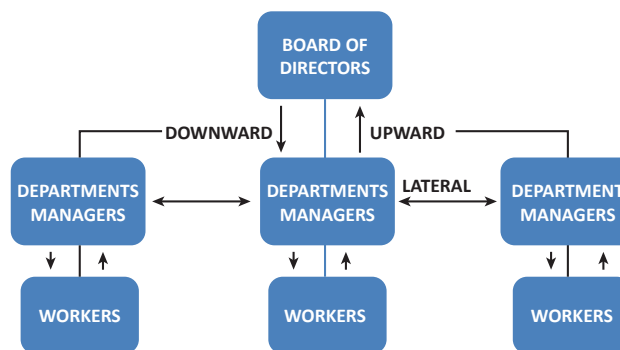 BOARD OF
DIRECTORS
DOWNWARD
UPWARD
DEPARTMENTS
MANAGERS
DEPARTMENTS
MANAGERS
LATERAL
DEPARTMENT
MANAGERS
WORKERS
WORKERS
WORKERS